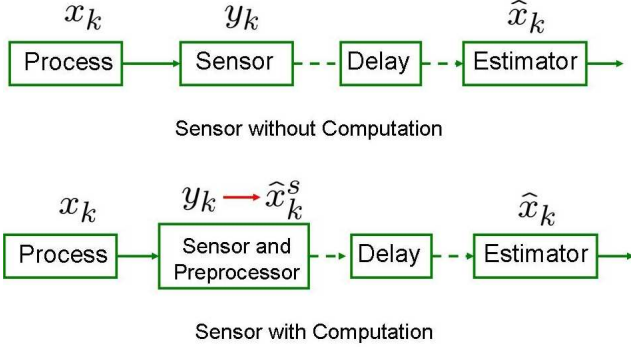 x_k y_k x̂_k
Process Sensor Delay Estimator
Sensor without Computation
x_k y_k → x̂_k^s x̂_k
Process Sensor and Preprocessor Delay Estimator
Sensor with Computation